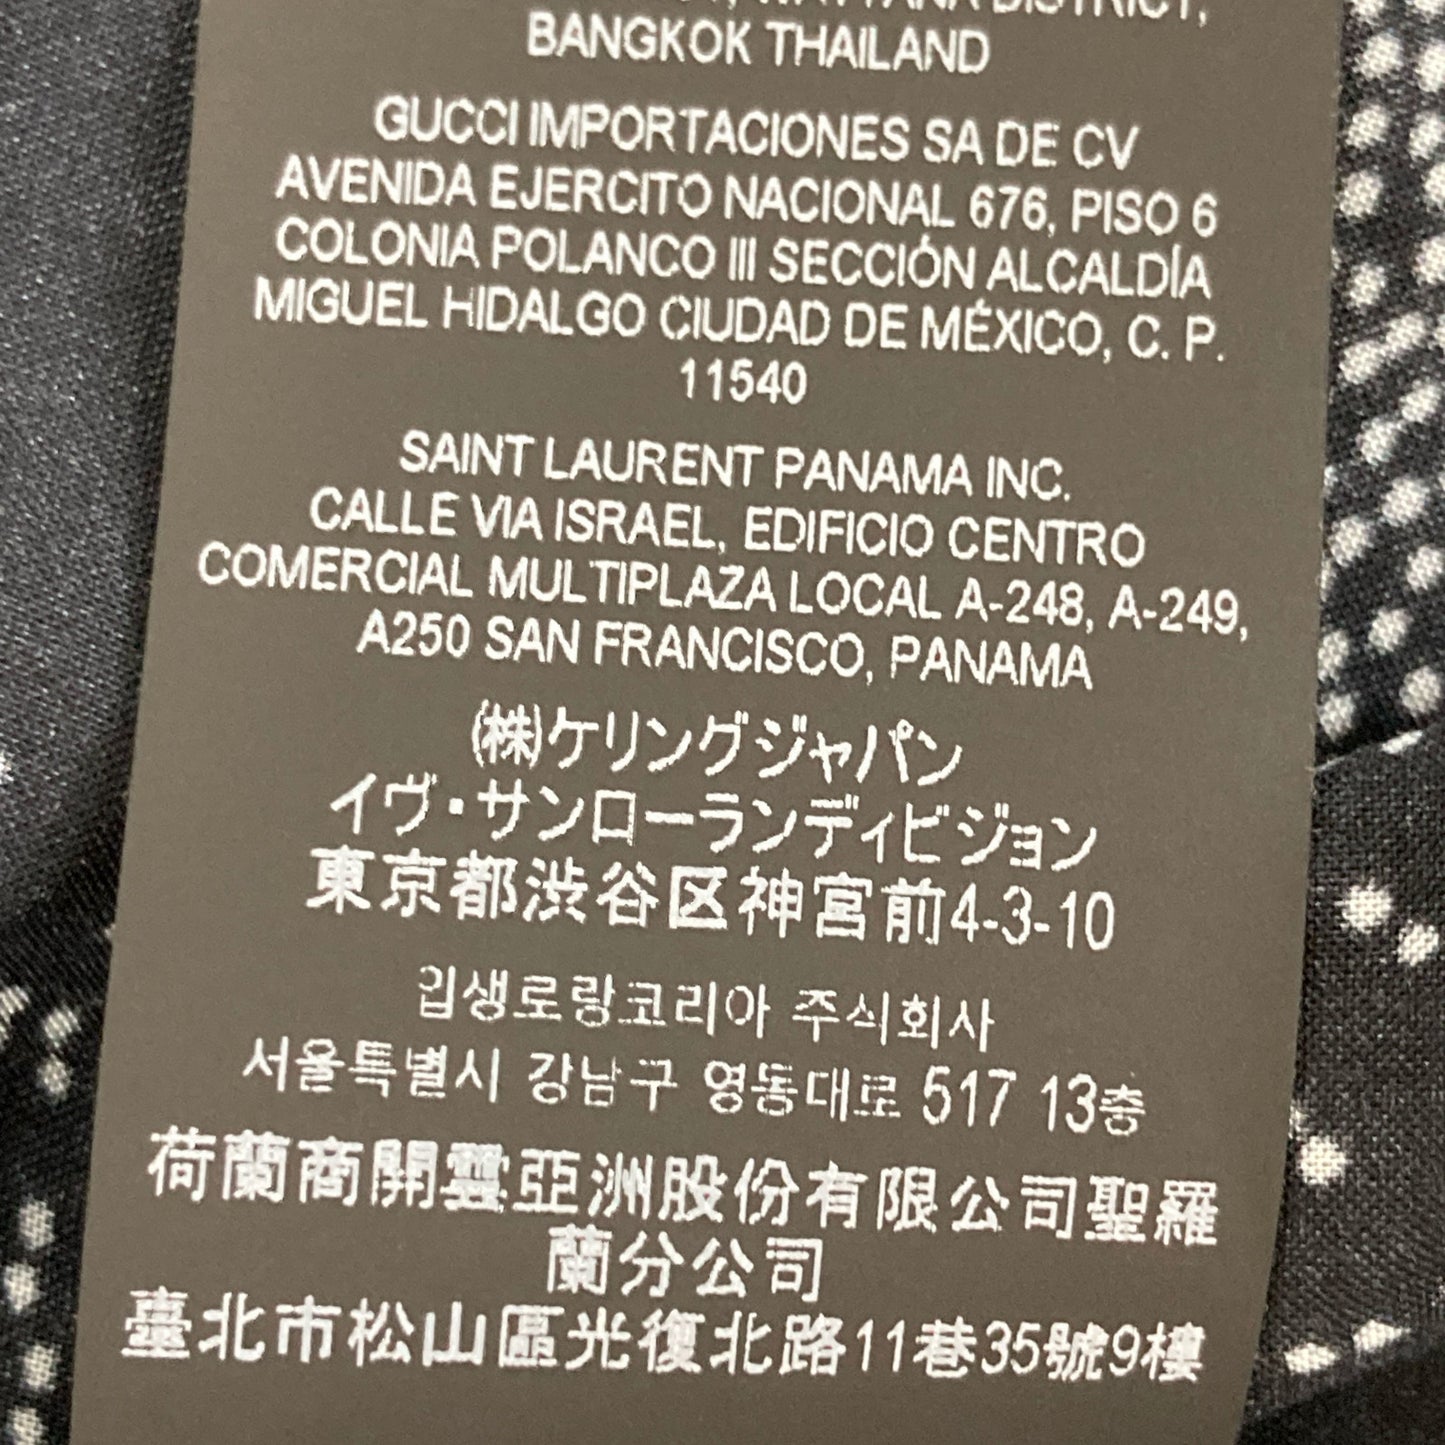 DISTRICT,
BANGKOK THAILAND
GUCCI IMPORTACIONES SA DE CV
AVENIDA EJERCITO NACIONAL 676, PISO 6
COLONIA POLANCO III SECCIÓN ALCALDÍA
MIGUEL HIDALGO CIUDAD DE MÉXICO, C. P.
11540
SAINT LAURENT PANAMA INC.
CALLE VIA ISRAEL, EDIFICIO CENTRO
COMERCIAL MULTIPLAZA LOCAL A-248, A-249,
A250 SAN FRANCISCO, PANAMA
(株)ケリングジャパン
イヴ・サンローランディビジョン
東京都渋谷区神宮前4-3-10
입생로랑코리아 주식회사
서울특별시 강남구 영동대로 517 13층
荷蘭商開雲亞洲股份有限公司聖羅
蘭分公司
臺北市松山區光復北路11巷35號9樓